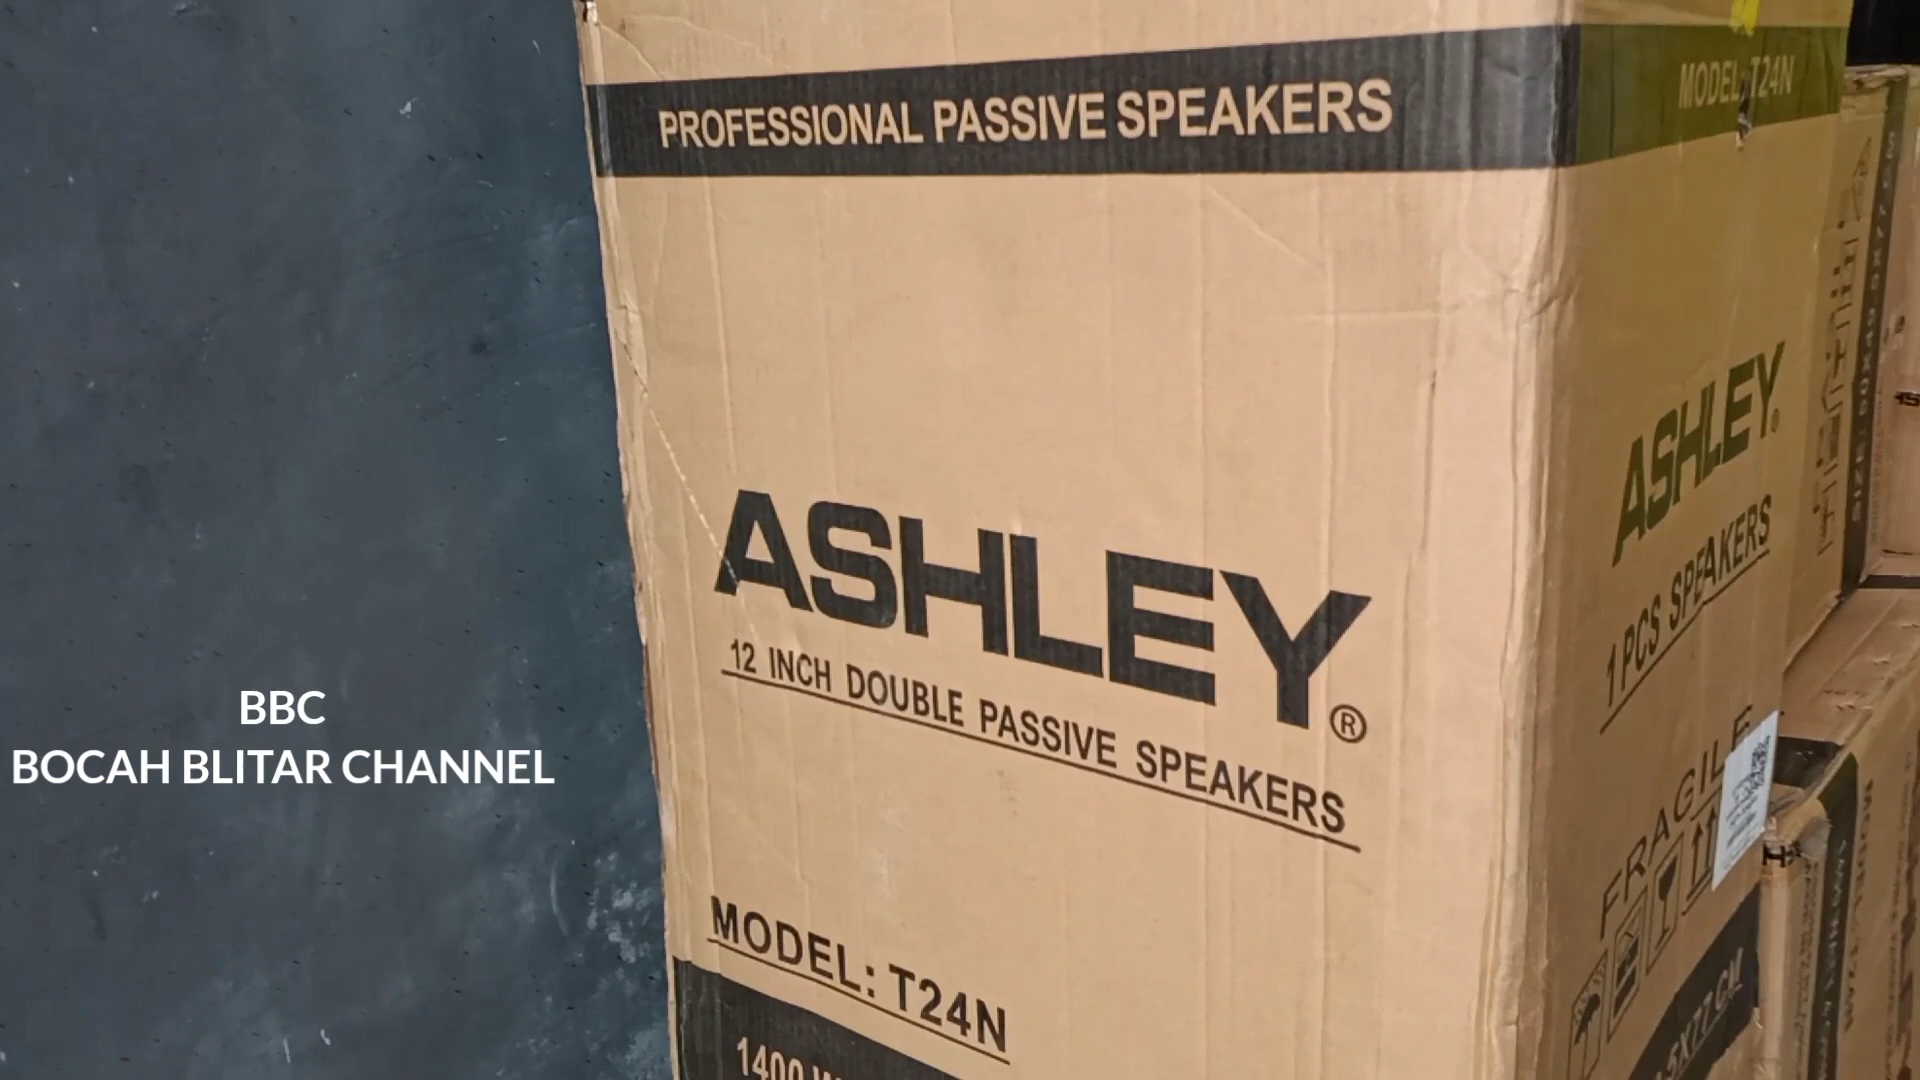 PROFESSIONAL PASSIVE SPEAKERS
MODEL: T24N
ASHLEY®
12 INCH DOUBLE PASSIVE SPEAKERS
MODEL: T24N
1400
ASHLEY®
1 PCS SPEAKERS
FRAGILE
BBC
BOCAH BLITAR CHANNEL